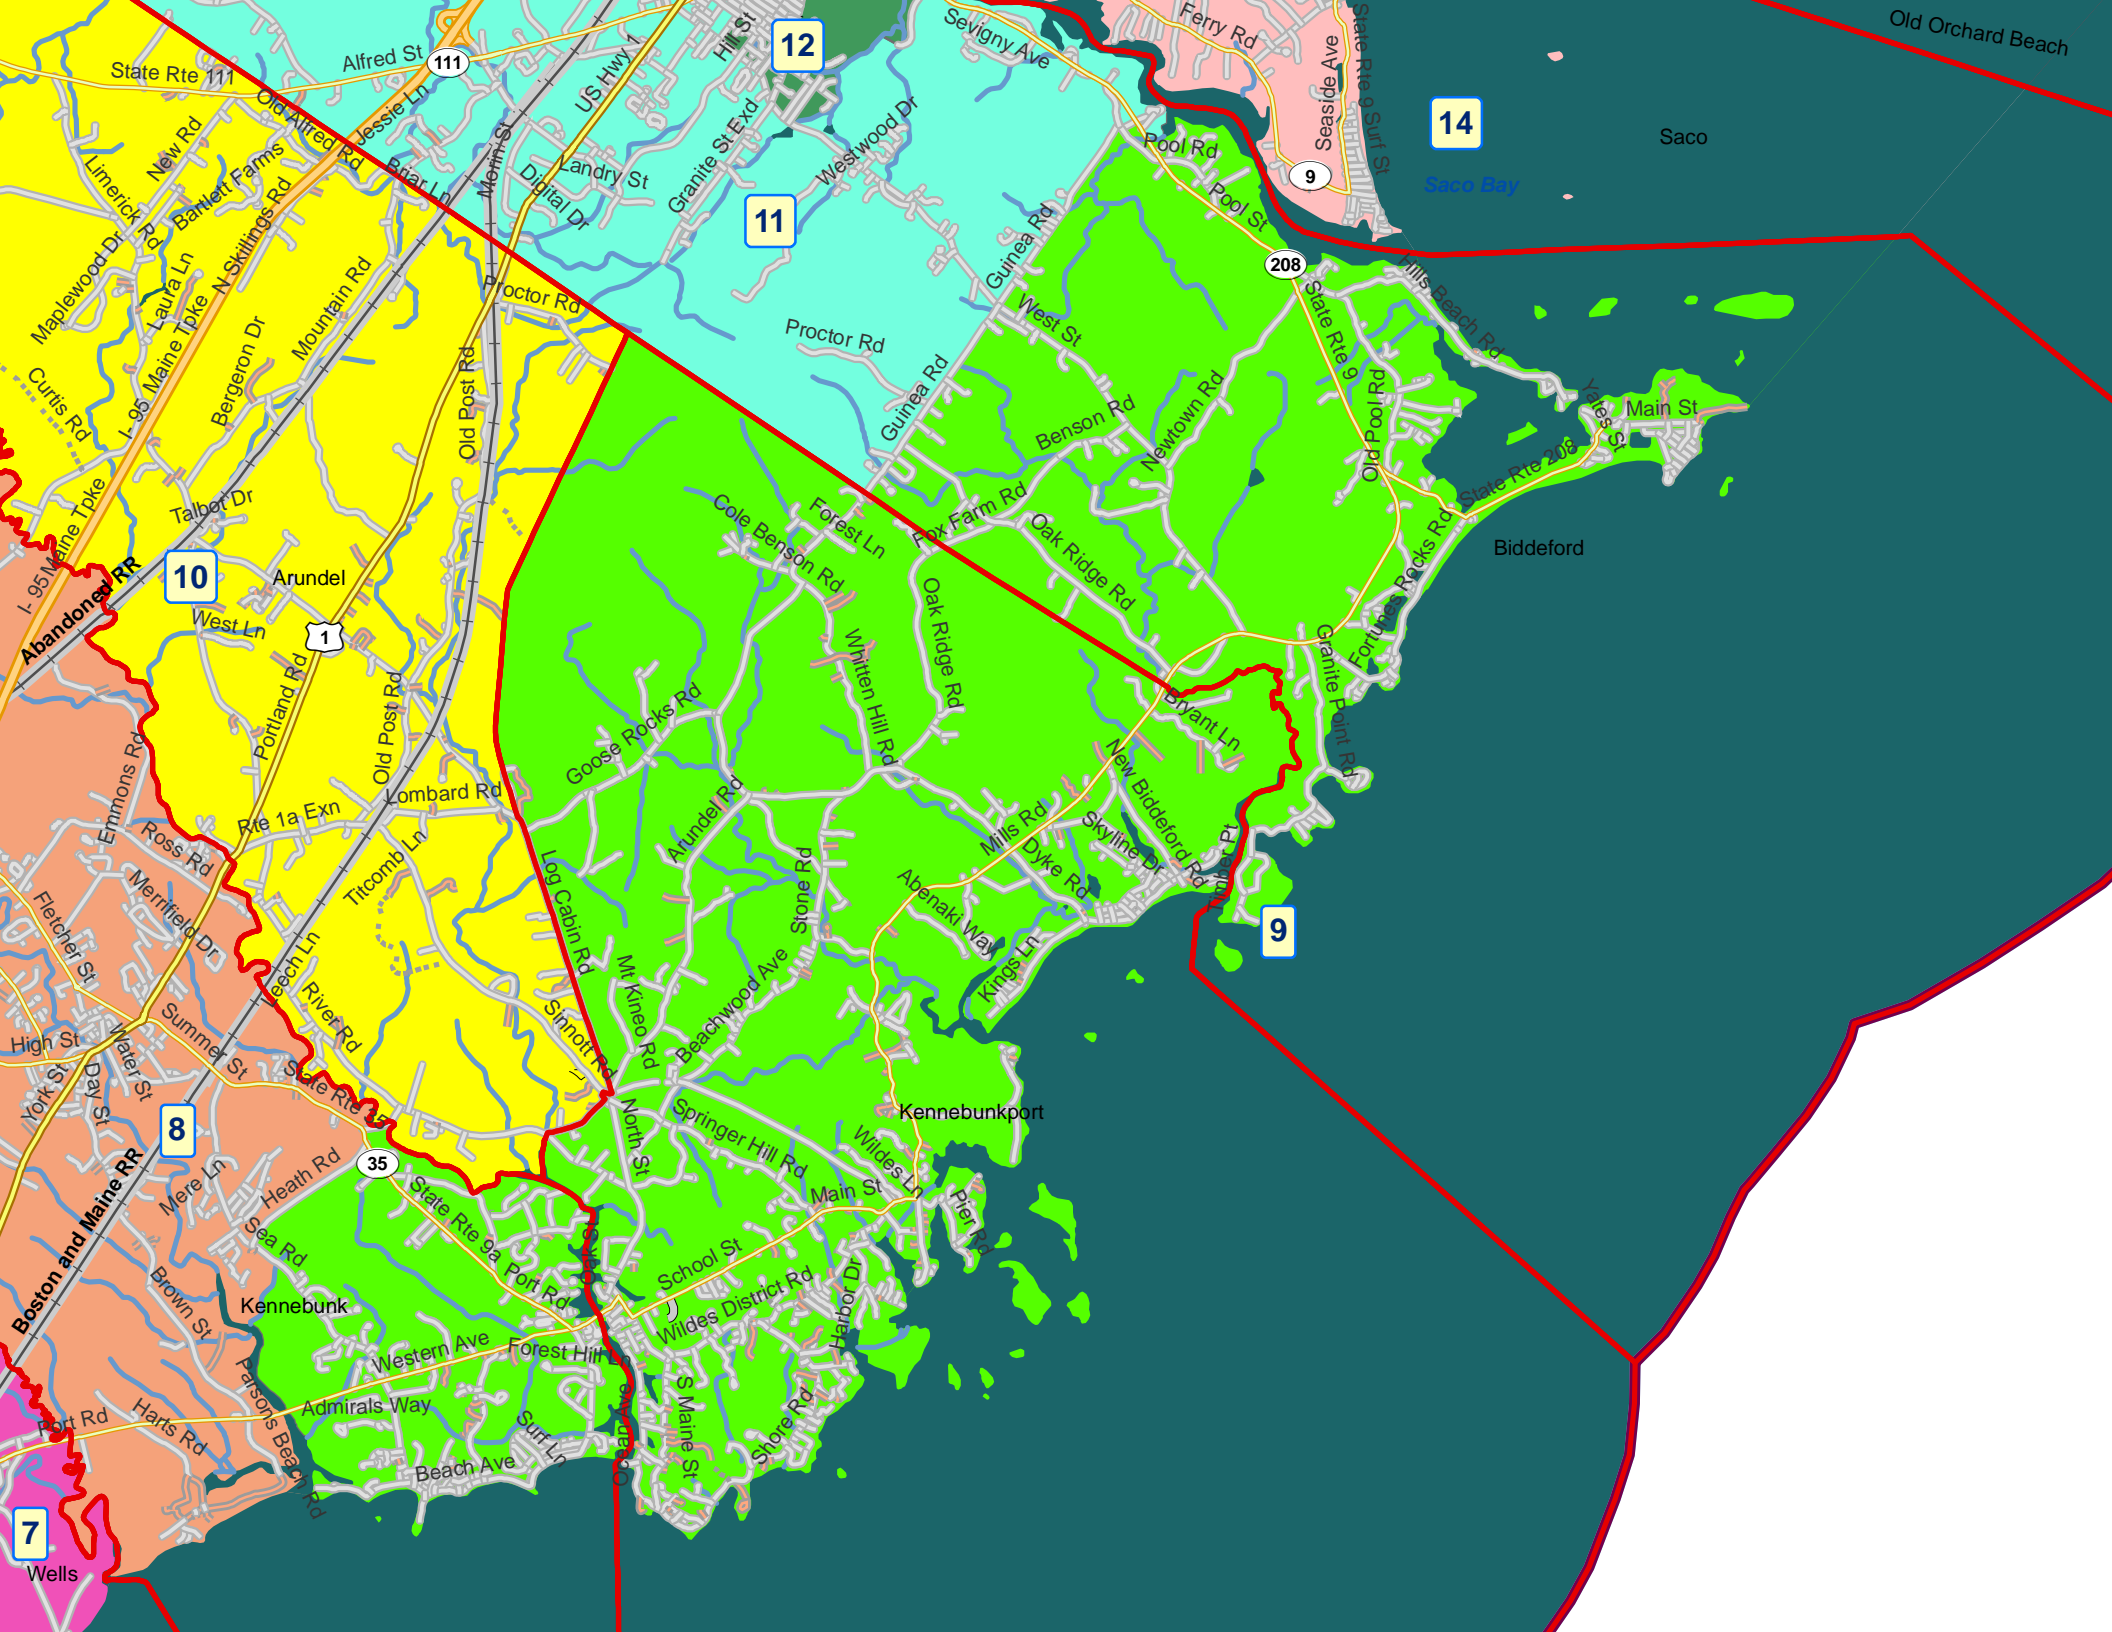 Old Orchard Beach
Sevigny Ave
Ferry Rd
State Rte 9 Surf St
Seaside Ave
Hill St
12
US Hwy 1
Alfred St
111
State Rte 111
Old Alfred Rd
Jessie Ln
14
Saco
Saco Bay
9
Pool Rd
Pool St
208
New Rd
Limerick Rd
Bartlett Farms
Briar Ln
Morin St
Digital Dr
Landry St
Granite St Exd
Westwood Dr
11
Guinea Rd
N Skillings Rd
Maplewood Dr
Laura Ln
Maine Tpke
I- 95
Mountain Rd
Proctor Rd
Proctor Rd
West St
Hills Beach Rd
State Rte 9
Old Pool Rd
Newtown Rd
Benson Rd
Guinea Rd
Yates St
Main St
State Rte 208
Bergeron Dr
Old Post Rd
Curtis Rd
Talbot Dr
I- 95 Maine Tpke
Abandoned RR
10
Arundel
1
West Ln
Portland Rd
Old Post Rd
Cole Benson Rd
Forest Ln
Fox Farm Rd
Oak Ridge Rd
Oak Ridge Rd
Whitten Hill Rd
Biddeford
Fortunes Rocks Rd
Granite Point Rd
Goose Rocks Rd
Bryant Ln
New Biddeford Rd
Emmons Rd
Ross Rd
Merrifield Dr
Rte 1a Exn
Lombard Rd
Titcomb Ln
Arundel Rd
Log Cabin Rd
Stone Rd
Mills Rd
Skyline Dr
Dyke Rd
Timber Pt
Abenaki Way
Kings Ln
9
Fletcher St
Leech Ln
River Rd
Summer St
High St
Water St
Day St
York St
Sinnott Rd
Mt Kineo Rd
Beachwood Ave
State Rte 35
35
8
Kennebunkport
North St
Springer Hill Rd
Wildes Ln
Main St
Pier Rd
Boston and Maine RR
Mere Ln
Heath Rd
Sea Rd
State Rte 9a
Port Rd
School St
Wildes District Rd
Harbor Dr
Brown St
Kennebunk
Western Ave
Forest Hill Ln
Admirals Way
Parsons Beach Rd
Port Rd
Harts Rd
Surf Ln
Beach Ave
Ocean Ave
S Maine St
Shore Rd
7
Wells